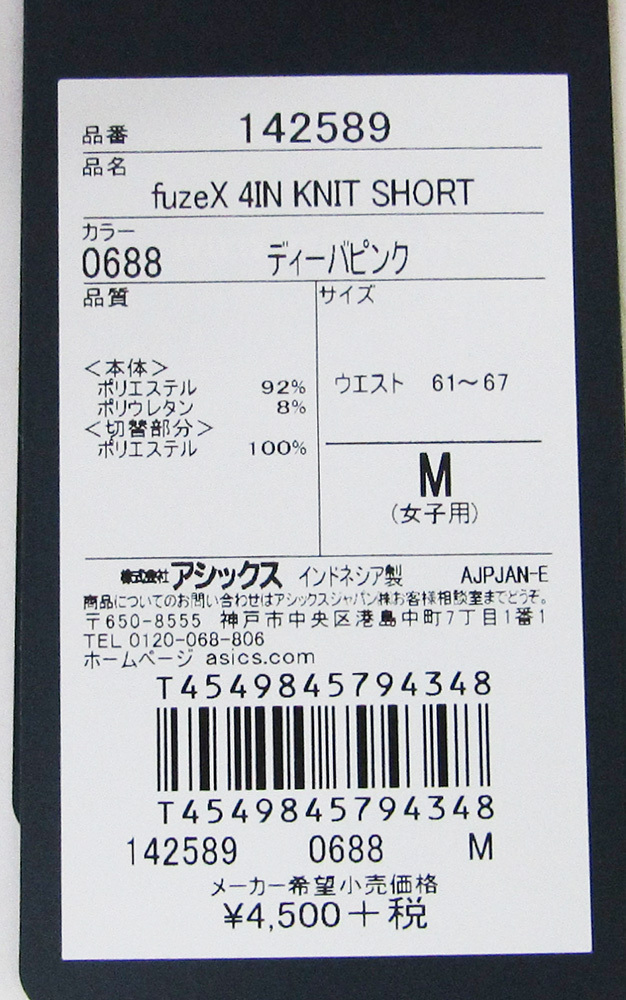 品番 142589
品名
fuzeX 4IN KNIT SHORT
カラー
0688 ディーバピンク
品質
<本体>
ポリエステル 92%
ポリウレタン 8%
<切替部分>
ポリエステル 100%
サイズ
ウエスト 61～67
M
(女子用)
株式会社アシックス インドネシア製 AJPJAN-E
商品についてのお問い合わせはアシックスジャパン㈱お客様相談室までどうぞ。
〒650-8555 神戸市中央区港島中町7丁目1番1
TEL 0120-068-806
ホームページ asics.com
T4549845794348
T4549845794348
142589 0688 M
メーカー希望小売価格
¥4,500＋税